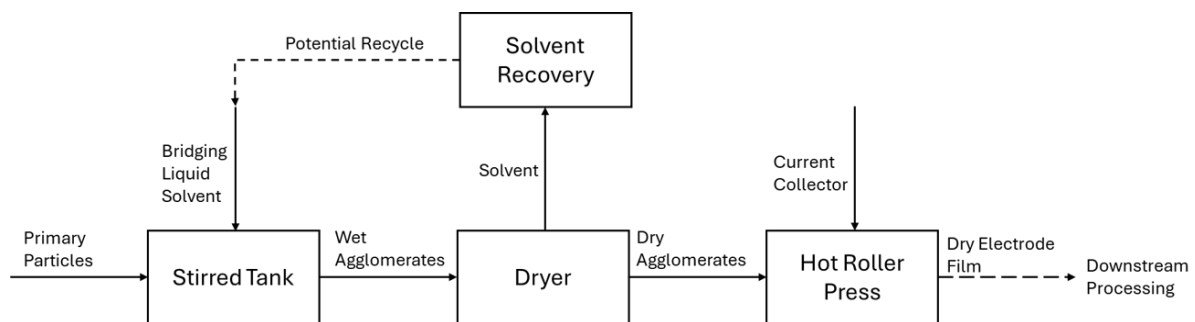 Potential Recycle
Solvent
Recovery
Bridging
Liquid
Solvent
Solvent
Current
Collector
Primary
Particles
Stirred Tank
Wet
Agglomerates
Dryer
Dry
Agglomerates
Hot Roller
Press
Dry Electrode
Film
Downstream
Processing